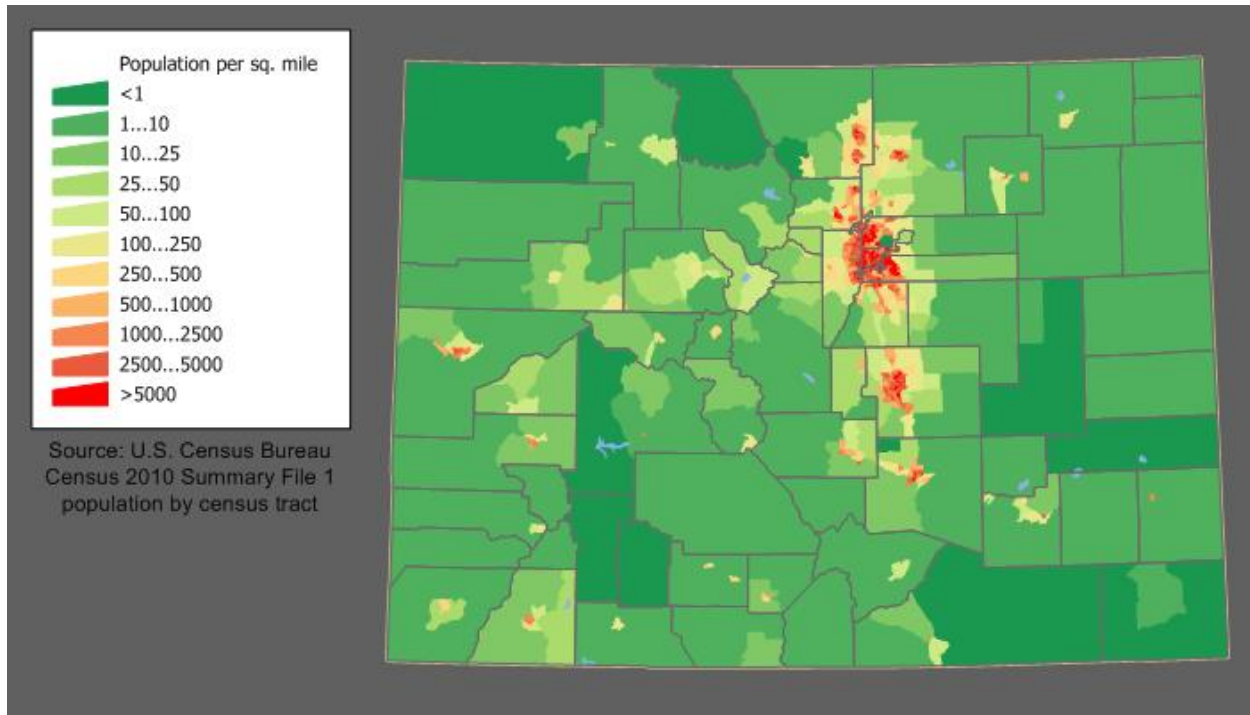 Population per sq. mile
<1
1...10
10...25
25...50
50...100
100...250
250...500
500...1000
1000...2500
2500...5000
>5000
Source: U.S. Census Bureau
Census 2010 Summary File 1
population by census tract